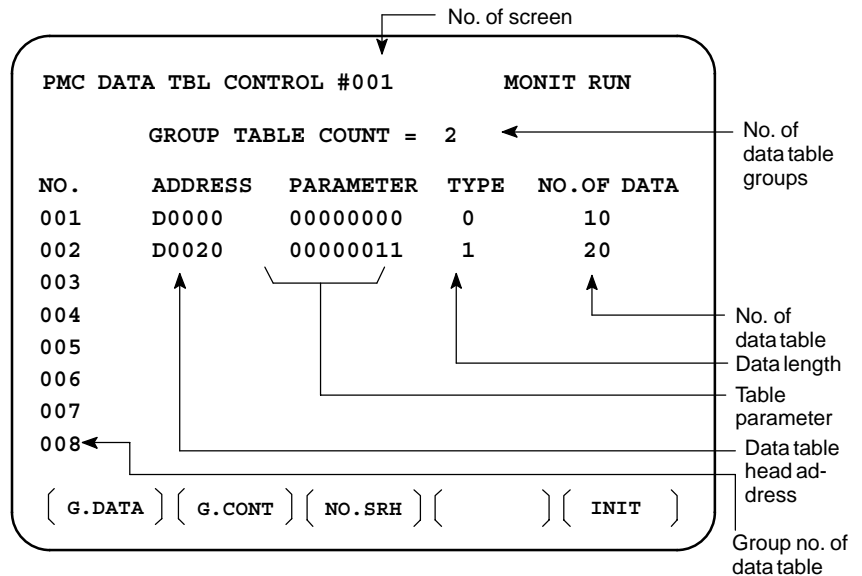 No. of screen
PMC DATA TBL CONTROL #001 MONIT RUN
GROUP TABLE COUNT = 2
No. of
data table
groups
NO. ADDRESS PARAMETER TYPE NO.OF DATA
001 D0000 00000000 0 10
002 D0020 00000011 1 20
003
004
005
006
007
008
No. of
data table
Data length
Table
parameter
Data table
head ad-
dress
Group no. of
data table
G.DATA G.CONT NO.SRH INIT